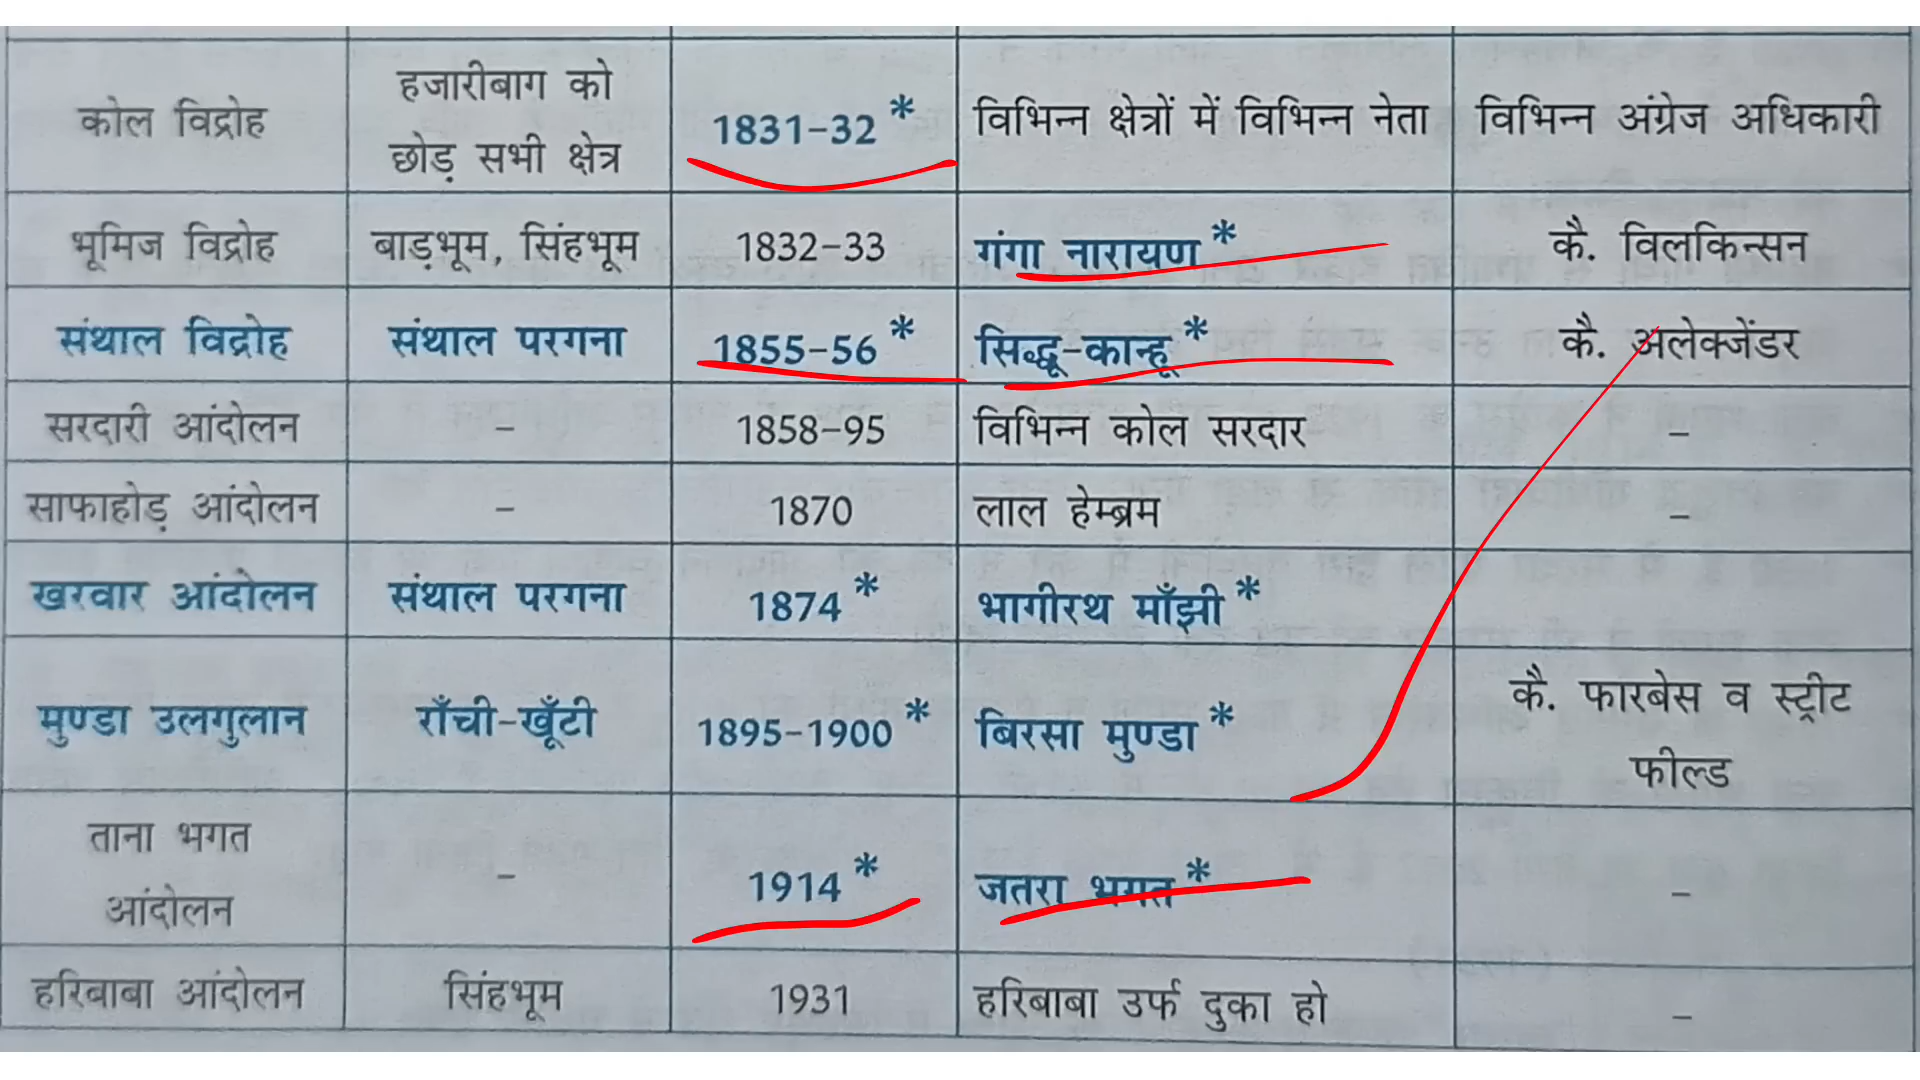 कोल विद्रोह
हजारीबाग को
छोड़ सभी क्षेत्र
1831-32 *
विभिन्न क्षेत्रों में विभिन्न नेता
विभिन्न अंग्रेज अधिकारी
भूमिज विद्रोह
बाड़भूम, सिंहभूम
1832-33
गंगा नारायण *
कै. विलकिन्सन
संथाल विद्रोह
संथाल परगना
1855-56 *
सिद्धू-कान्हू *
कै. अलेक्जेंडर
सरदारी आंदोलन
–
1858-95
विभिन्न कोल सरदार
–
साफाहोड़ आंदोलन
–
1870
लाल हेम्ब्रम
–
खरवार आंदोलन
संथाल परगना
1874 *
भागीरथ माँझी *
मुण्डा उलगुलान
राँची-खूँटी
1895-1900 *
बिरसा मुण्डा *
कै. फारबेस व स्ट्रीट
फील्ड
ताना भगत
आंदोलन
–
1914 *
जतरा भगत *
–
हरिबाबा आंदोलन
सिंहभूम
1931
हरिबाबा उर्फ दुका हो
–